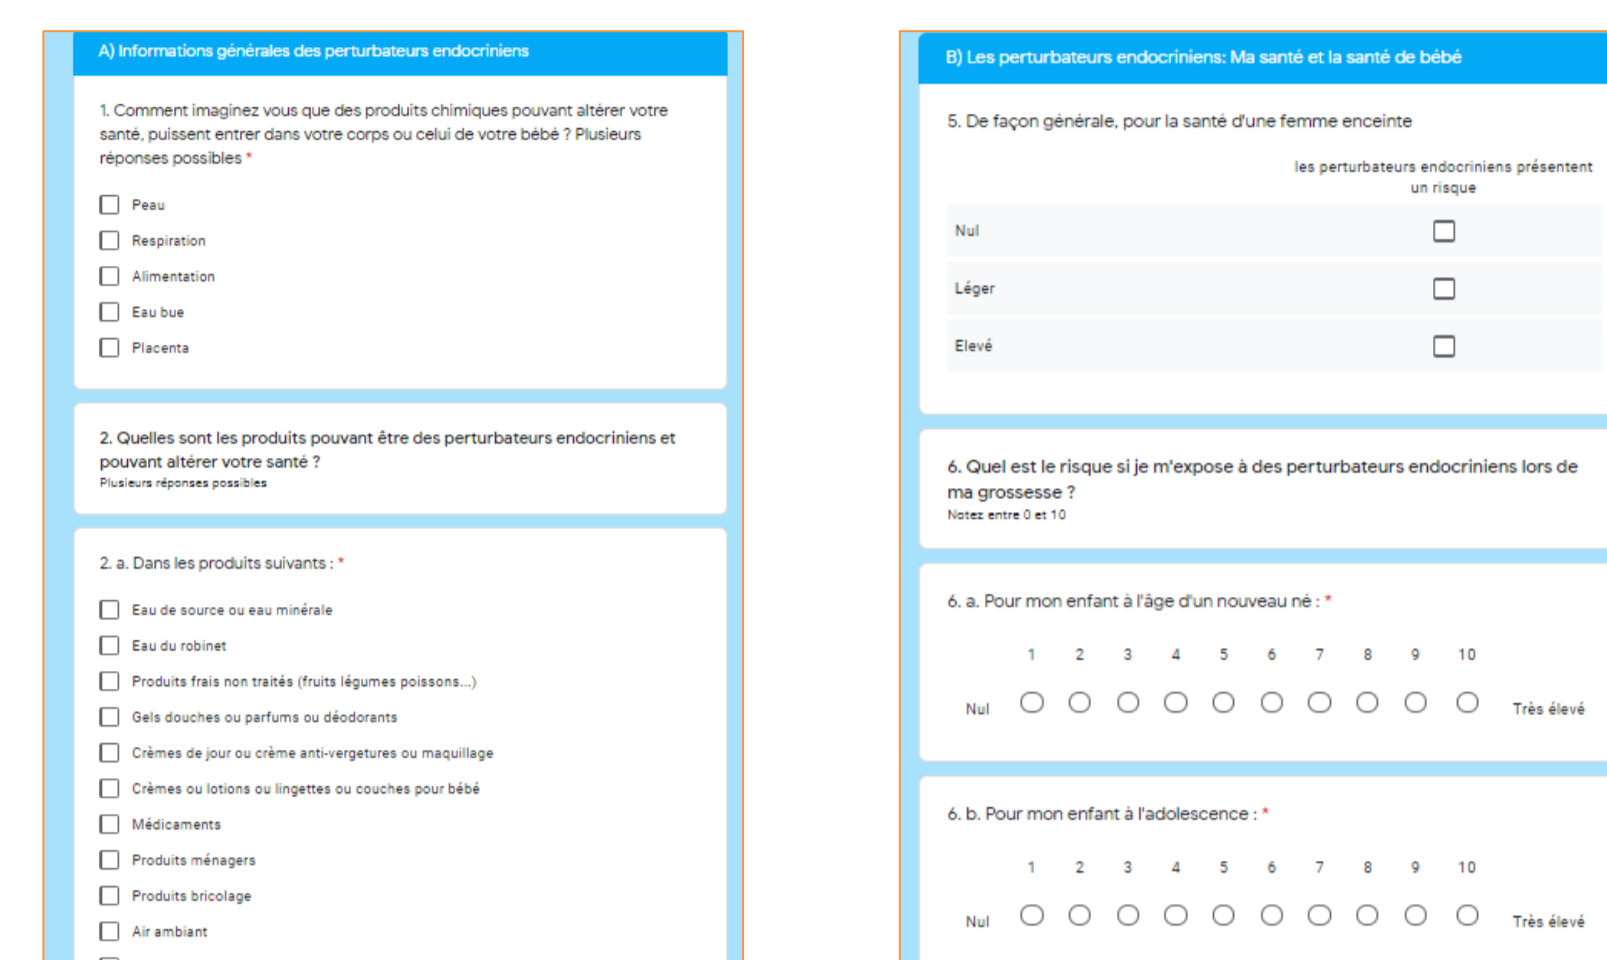 A) Informations générales des perturbateurs endocriniens
1. Comment imaginez vous que des produits chimiques pouvant altérer votre
santé, puissent entrer dans votre corps ou celui de votre bébé ? Plusieurs
réponses possibles *
Peau
Respiration
Alimentation
Eau bue
Placenta
2. Quelles sont les produits pouvant être des perturbateurs endocriniens et
pouvant altérer votre santé ?
Plusieurs réponses possibles
2. a. Dans les produits suivants : *
Eau de source ou eau minérale
Eau du robinet
Produits frais non traités (fruits légumes poissons...)
Gels douches ou parfums ou déodorants
Crèmes de jour ou crème anti-vergetures ou maquillage
Crèmes ou lotions ou lingettes ou couches pour bébé
Médicaments
Produits ménagers
Produits bricolage
Air ambiant
B) Les perturbateurs endocriniens: Ma santé et la santé de bébé
5. De façon générale, pour la santé d'une femme enceinte
les perturbateurs endocriniens présentent
un risque
Nul
Léger
Elevé
6. Quel est le risque si je m'expose à des perturbateurs endocriniens lors de
ma grossesse ?
Notez entre 0 et 10
6. a. Pour mon enfant à l'âge d'un nouveau né : *
1 2 3 4 5 6 7 8 9 10
Nul Très élevé
6. b. Pour mon enfant à l'adolescence : *
1 2 3 4 5 6 7 8 9 10
Nul Très élevé